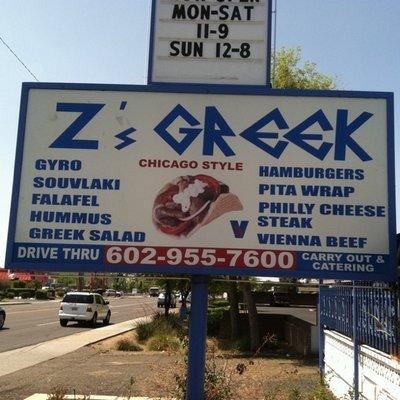 OPEN
MON-SAT
11-9
SUN 12-8
Z's GREEK
CHICAGO STYLE
GYRO
SOUVLAKI
FALAFEL
HUMMUS
GREEK SALAD
HAMBURGERS
PITA WRAP
PHILLY CHEESE
STEAK
V VIENNA BEEF
DRIVE THRU 602-955-7600 CARRY OUT &
CATERING